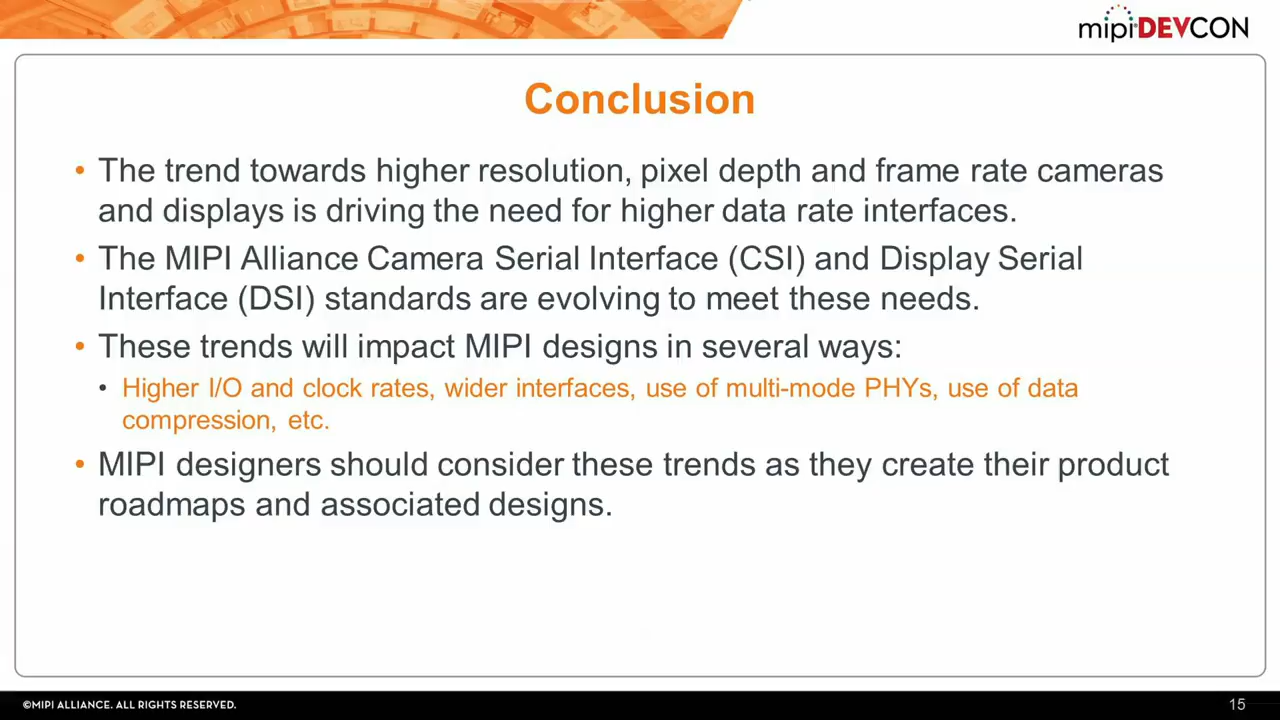 mipi DEVCON
Conclusion
• The trend towards higher resolution, pixel depth and frame rate cameras
and displays is driving the need for higher data rate interfaces.
• The MIPI Alliance Camera Serial Interface (CSI) and Display Serial
Interface (DSI) standards are evolving to meet these needs.
• These trends will impact MIPI designs in several ways:
• Higher I/O and clock rates, wider interfaces, use of multi-mode PHYs, use of data
compression, etc.
• MIPI designers should consider these trends as they create their product
roadmaps and associated designs.
©MIPI ALLIANCE. ALL RIGHTS RESERVED.
15